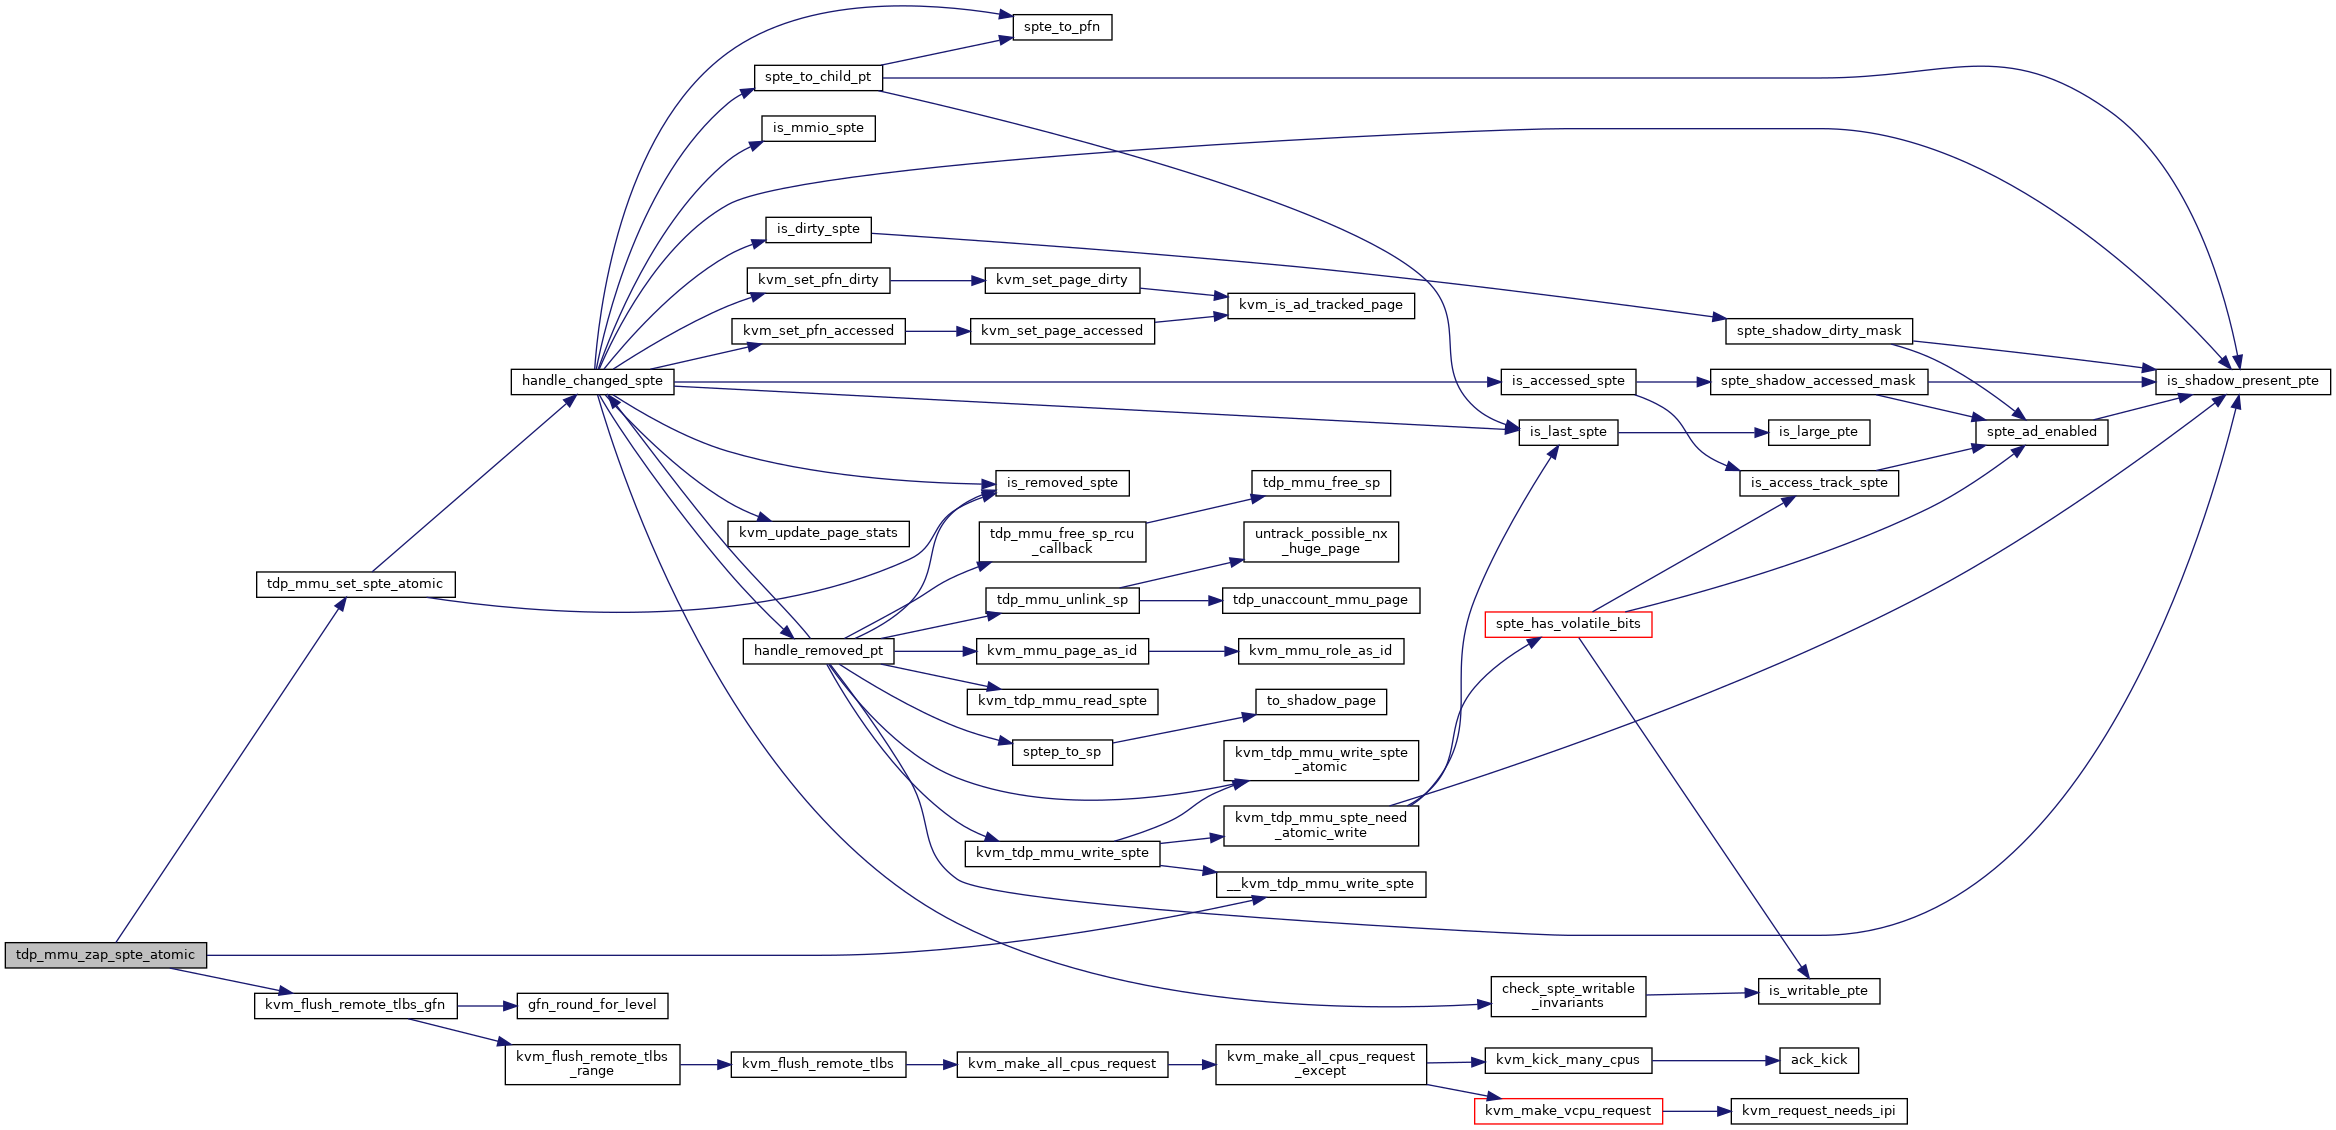 spte_to_pfn
spte_to_child_pt
is_mmio_spte
is_dirty_spte
kvm_set_pfn_dirty
kvm_set_page_dirty
kvm_is_ad_tracked_page
kvm_set_pfn_accessed
kvm_set_page_accessed
spte_shadow_dirty_mask
handle_changed_spte
is_accessed_spte
spte_shadow_accessed_mask
is_shadow_present_pte
is_last_spte
is_large_pte
spte_ad_enabled
is_removed_spte
tdp_mmu_free_sp
is_access_track_spte
kvm_update_page_stats
tdp_mmu_free_sp_rcu
_callback
untrack_possible_nx
_huge_page
tdp_mmu_set_spte_atomic
tdp_mmu_unlink_sp
tdp_unaccount_mmu_page
spte_has_volatile_bits
handle_removed_pt
kvm_mmu_page_as_id
kvm_mmu_role_as_id
kvm_tdp_mmu_read_spte
to_shadow_page
sptep_to_sp
kvm_tdp_mmu_write_spte
_atomic
kvm_tdp_mmu_spte_need
_atomic_write
kvm_tdp_mmu_write_spte
__kvm_tdp_mmu_write_spte
tdp_mmu_zap_spte_atomic
check_spte_writable
_invariants
is_writable_pte
kvm_flush_remote_tlbs_gfn
gfn_round_for_level
kvm_flush_remote_tlbs
_range
kvm_flush_remote_tlbs
kvm_make_all_cpus_request
kvm_make_all_cpus_request
_except
kvm_kick_many_cpus
ack_kick
kvm_make_vcpu_request
kvm_request_needs_ipi